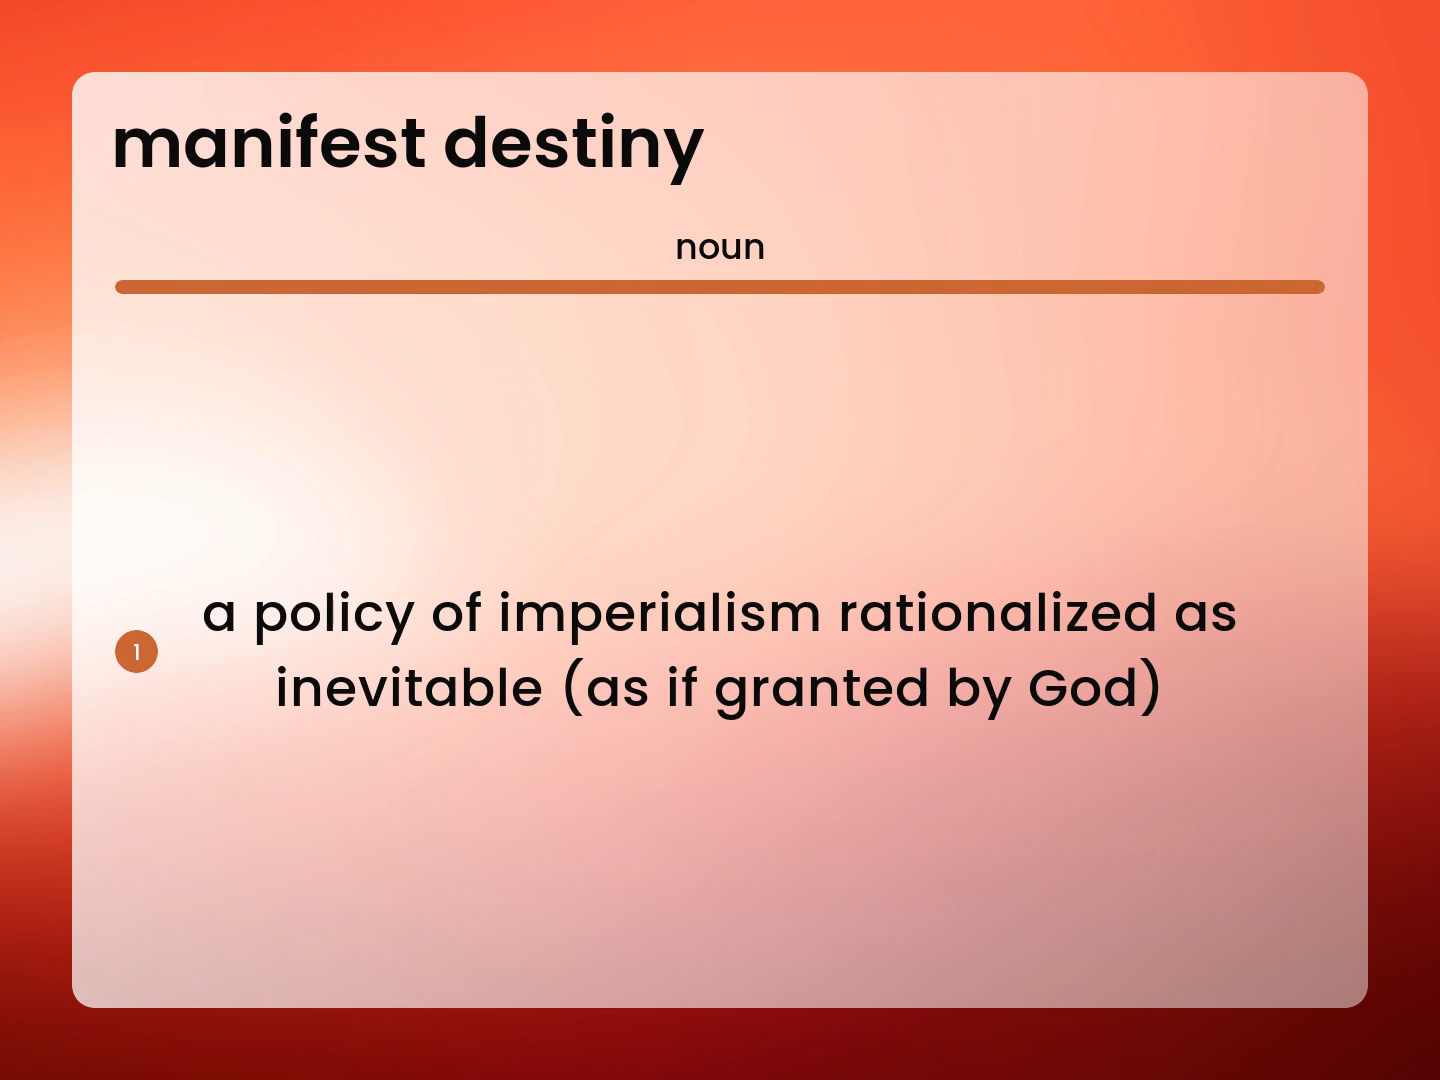 manifest destiny
noun
1
a policy of imperialism rationalized as
inevitable (as if granted by God)